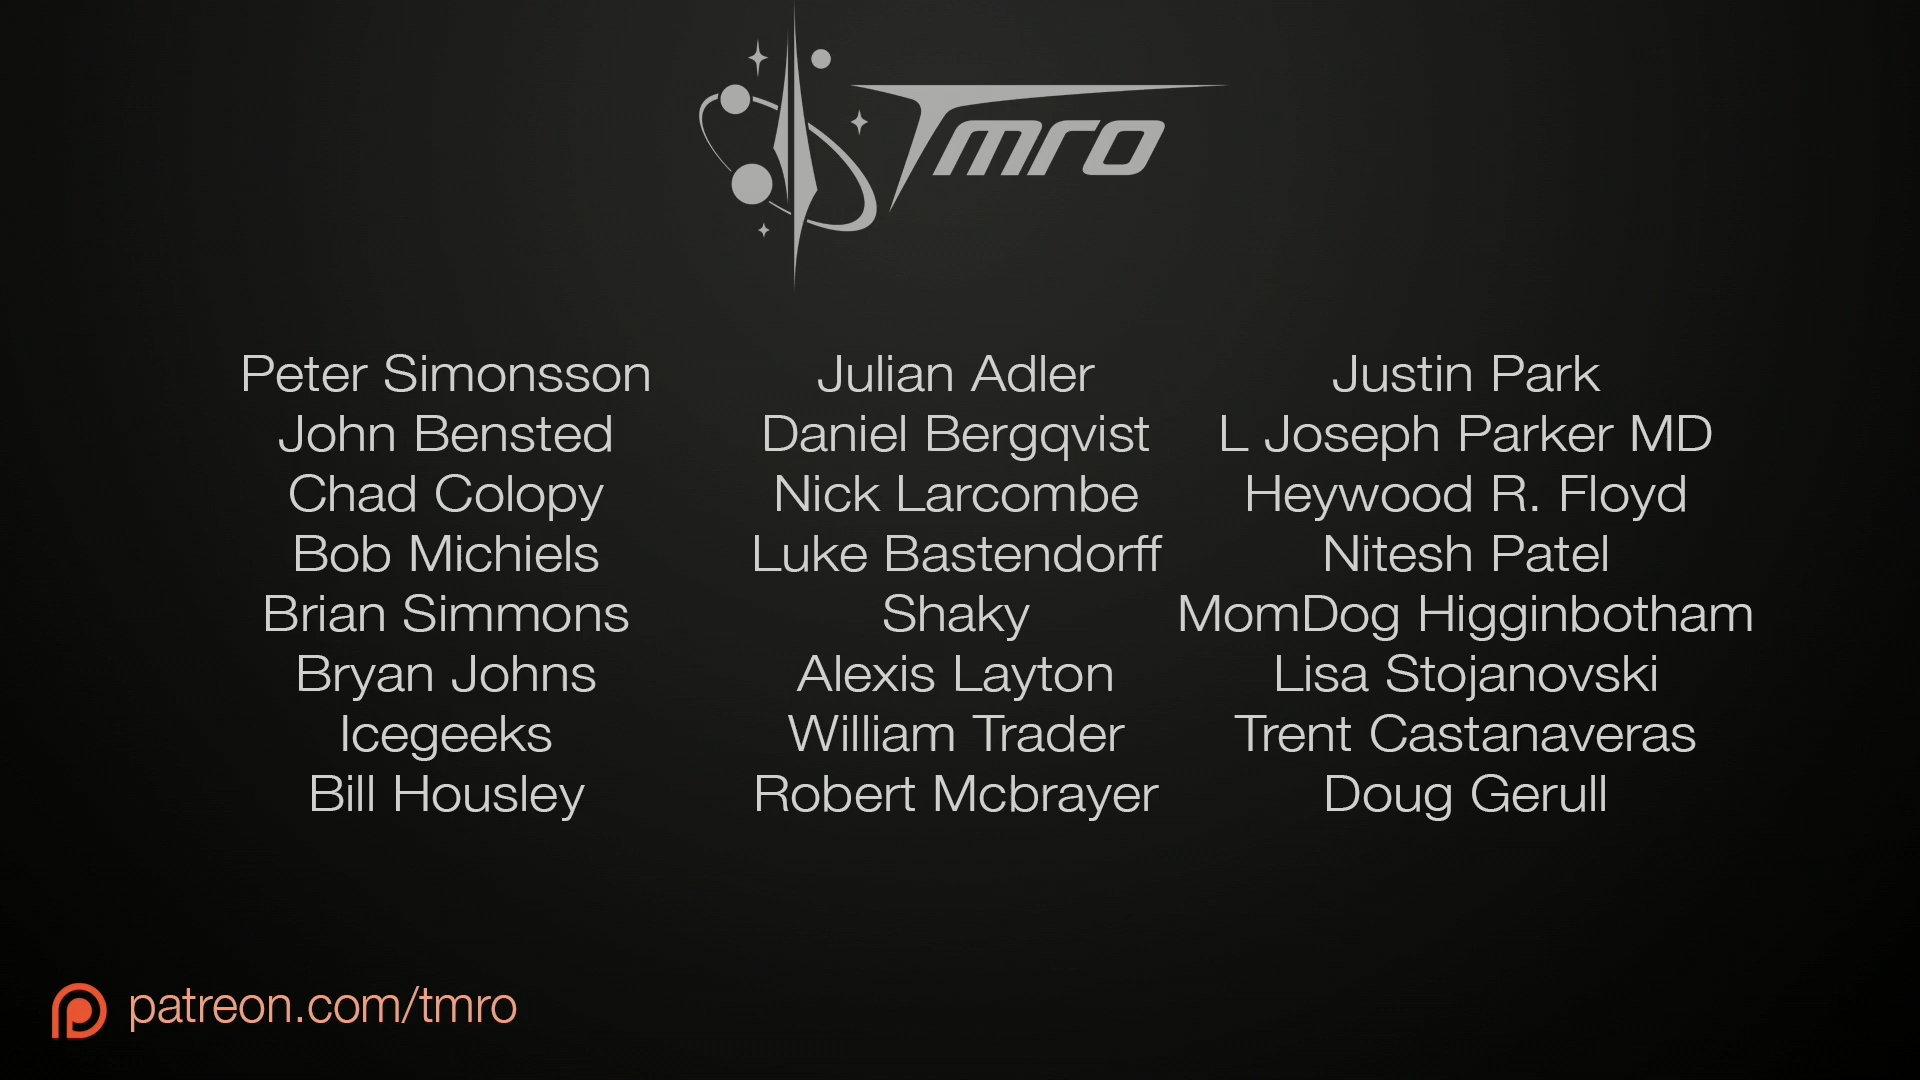 Tmro
Peter Simonsson
John Bensted
Chad Colopy
Bob Michiels
Brian Simmons
Bryan Johns
Icegeeks
Bill Housley
Julian Adler
Daniel Bergqvist
Nick Larcombe
Luke Bastendorff
Shaky
Alexis Layton
William Trader
Robert Mcbrayer
Justin Park
L Joseph Parker MD
Heywood R. Floyd
Nitesh Patel
MomDog Higginbotham
Lisa Stojanovski
Trent Castanaveras
Doug Gerull
patreon.com/tmro